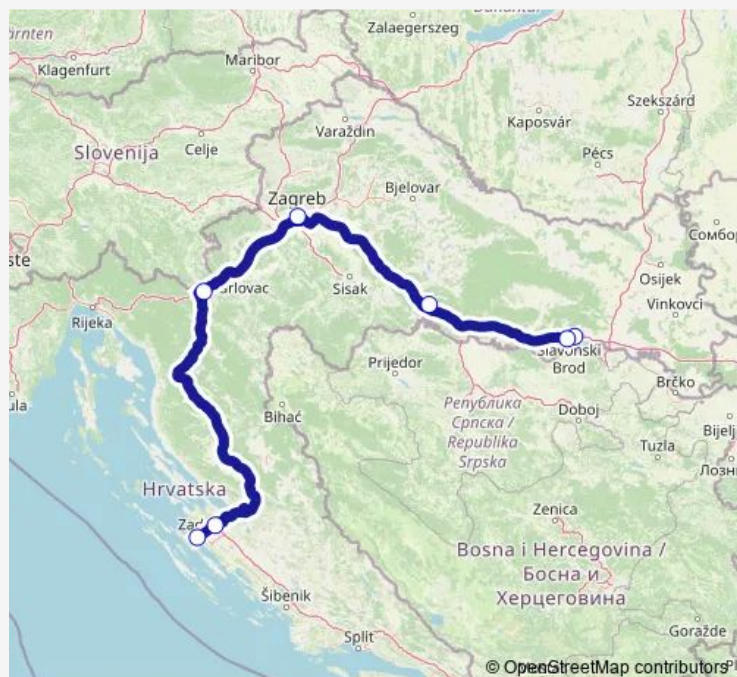 Zalaegerszeg
Klagenfurt
Maribor
Szekszárd
Kaposvár
Varaždin
Celje
Slovenija
Pécs
Bjelovar
Zagreb
Сомбор
Osijek
Sisak
Vinkovci
Rijeka
Slavonski
Brod
Prijedor
Brčko
Република
Српска /
Republika
Srpska
Doboj
Bihać
Tuzla
Hrvatska
Zenica
Bosna i Hercegovina /
Босна и
Херцеговина
Šibenik
Goražde
Split
© OpenStreetMap contributors